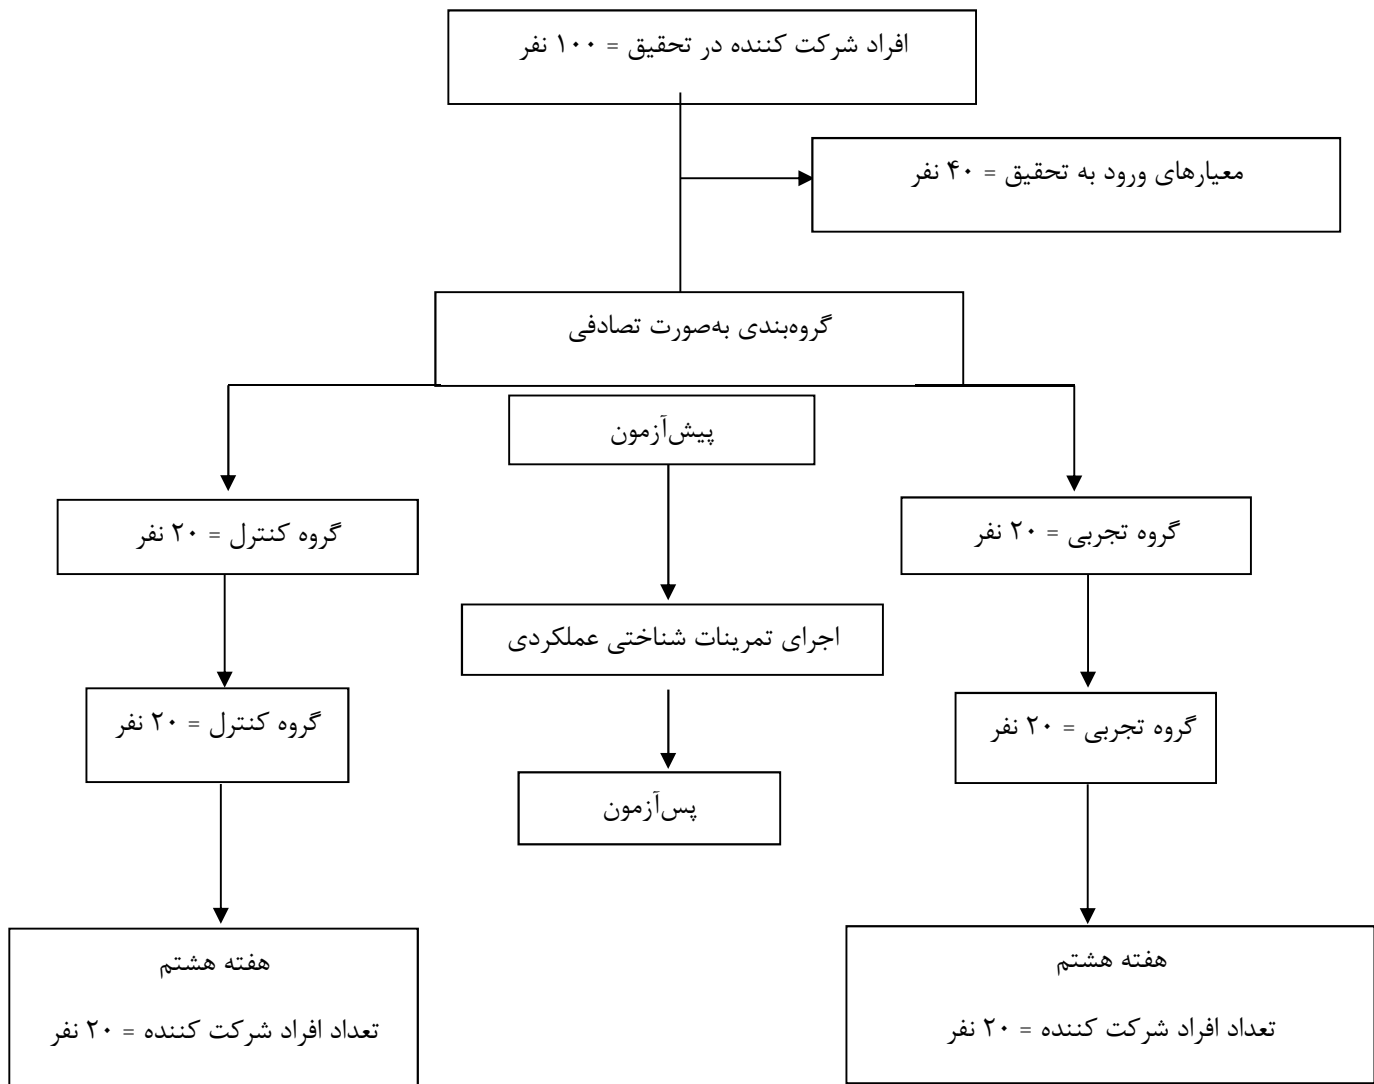 افراد شرکت کننده در تحقیق = ۱۰۰ نفر
معیارهای ورود به تحقیق = ۴۰ نفر
گروه‌بندی به‌صورت تصادفی
پیش‌آزمون
گروه تجربی = ۲۰ نفر
گروه کنترل = ۲۰ نفر
اجرای تمرینات شناختی عملکردی
گروه تجربی = ۲۰ نفر
گروه کنترل = ۲۰ نفر
پس‌آزمون
هفته هشتم
تعداد افراد شرکت کننده = ۲۰ نفر
هفته هشتم
تعداد افراد شرکت کننده = ۲۰ نفر